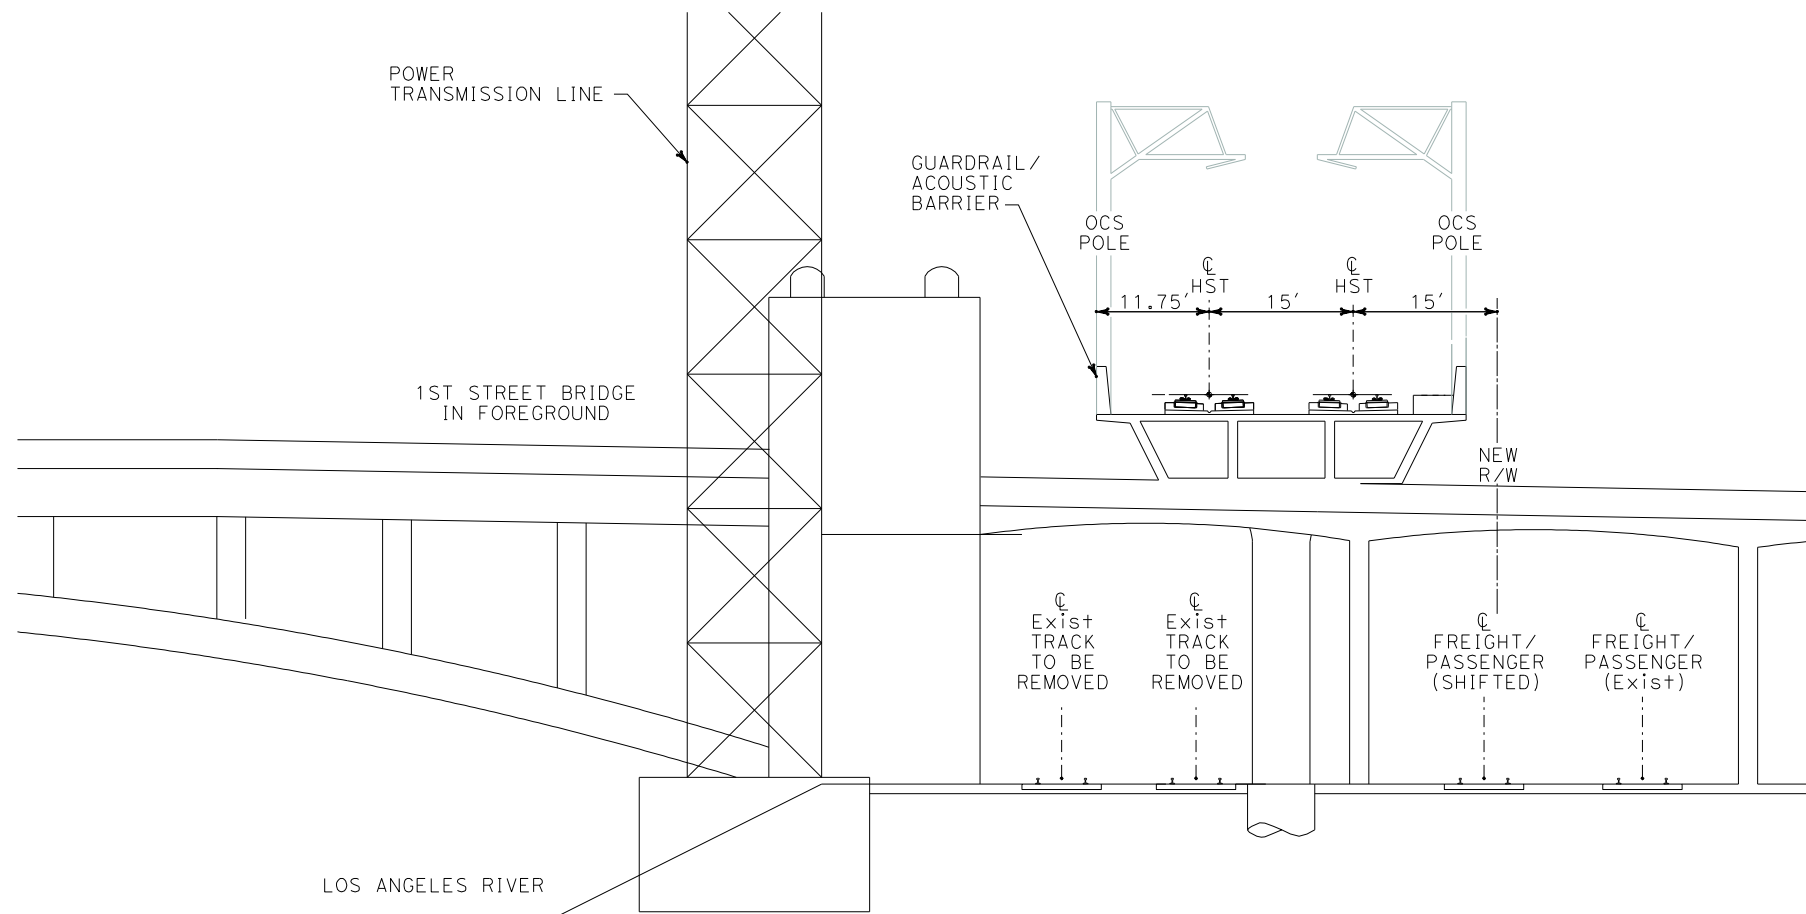 POWER
TRANSMISSION LINE
GUARDRAIL/
ACOUSTIC
BARRIER
OCS
POLE
OCS
POLE
℄
HST
℄
HST
11.75'
15'
15'
1ST STREET BRIDGE
IN FOREGROUND
NEW
R/W
℄
Exist
TRACK
TO BE
REMOVED
℄
Exist
TRACK
TO BE
REMOVED
℄
FREIGHT/
PASSENGER
(SHIFTED)
℄
FREIGHT/
PASSENGER
(Exist)
LOS ANGELES RIVER